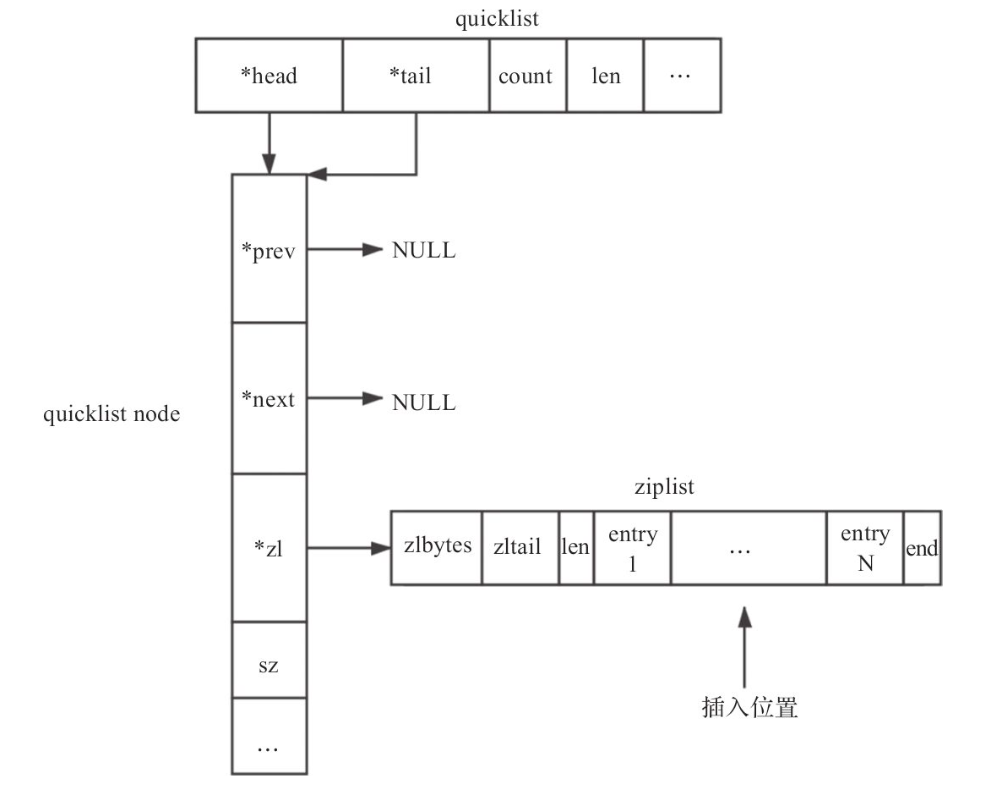 quicklist
*head *tail count len …
*prev NULL
*next NULL
quicklist node
ziplist
*zl zlbytes zltail len entry 1 … entry N end
sz
插入位置
…